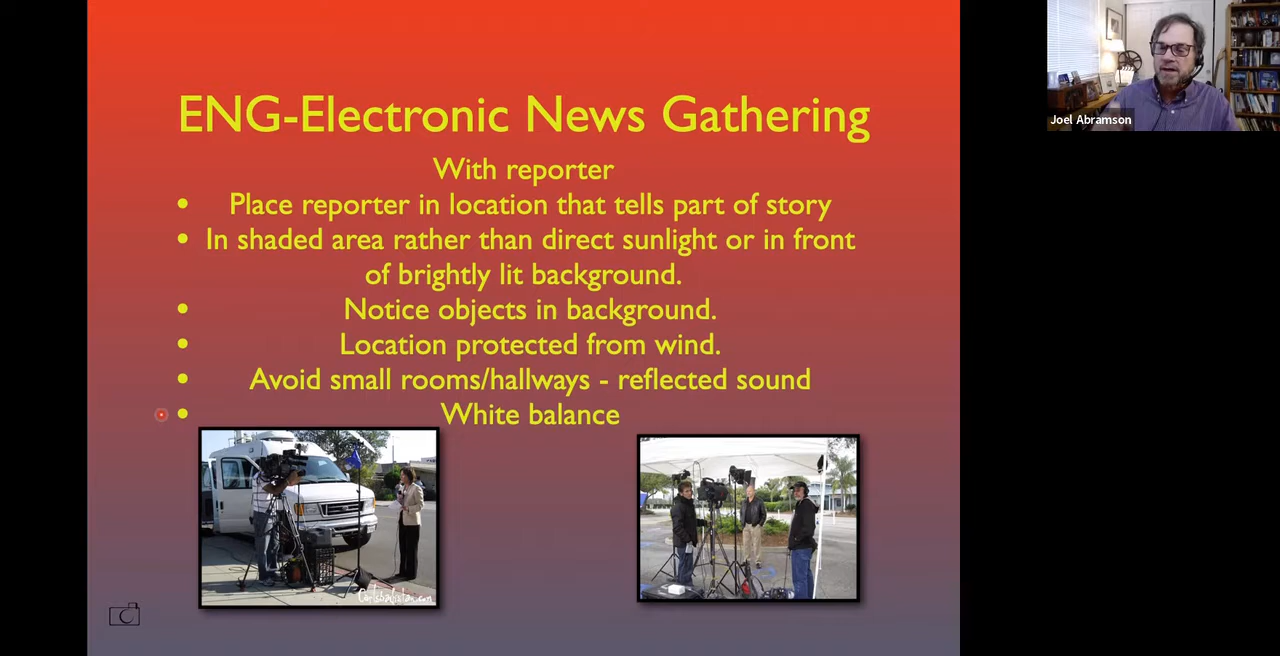 ENG-Electronic News Gathering
With reporter
• Place reporter in location that tells part of story
• In shaded area rather than direct sunlight or in front
of brightly lit background.
• Notice objects in background.
• Location protected from wind.
• Avoid small rooms/hallways - reflected sound
• White balance
Joel Abramson